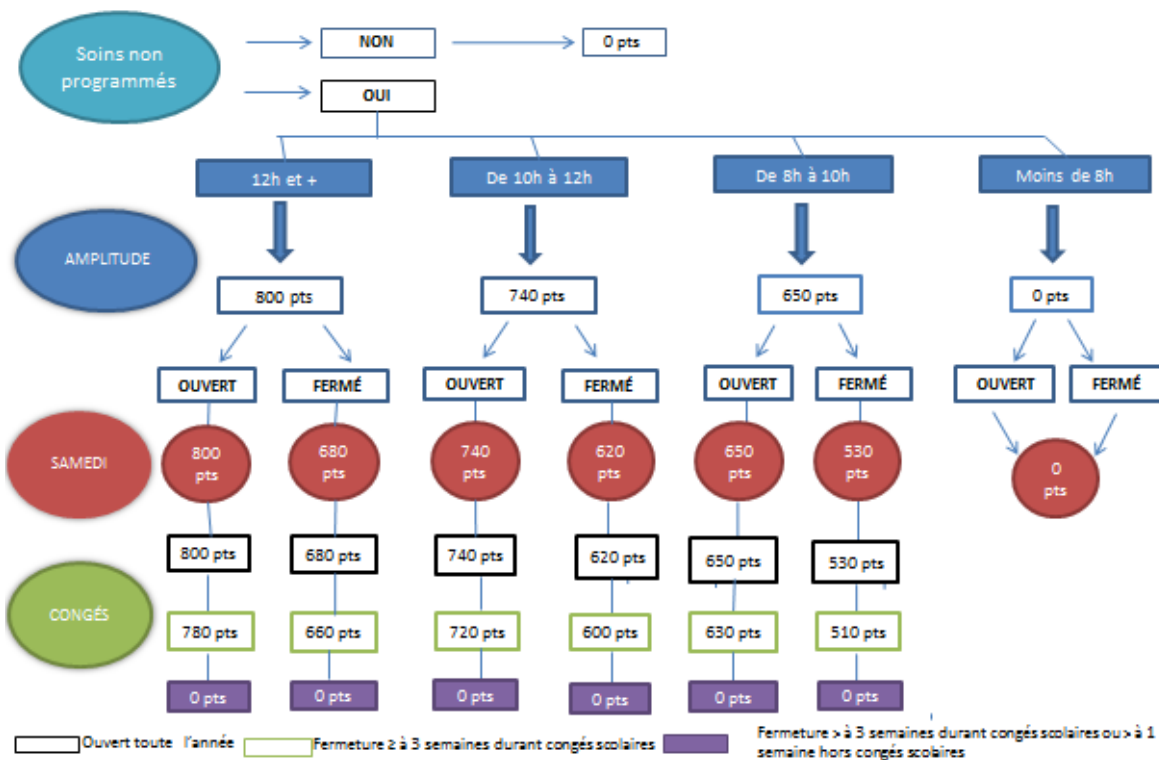 Soins non
programmés
NON
0 pts
OUI
12h et +
De 10h à 12h
De 8h à 10h
Moins de 8h
AMPLITUDE
800 pts
740 pts
650 pts
0 pts
OUVERT
FERMÉ
OUVERT
FERMÉ
OUVERT
FERMÉ
OUVERT
FERMÉ
SAMEDI
800
pts
680
pts
740
pts
620
pts
650
pts
530
pts
0
pts
CONGÉS
800 pts
680 pts
740 pts
620 pts
650 pts
530 pts
780 pts
660 pts
720 pts
600 pts
630 pts
510 pts
0 pts
0 pts
0 pts
0 pts
0 pts
0 pts
Ouvert toute l'année
Fermeture ≥ à 3 semaines durant congés scolaires
Fermeture > à 3 semaines durant congés scolaires ou > à 1
semaine hors congés scolaires